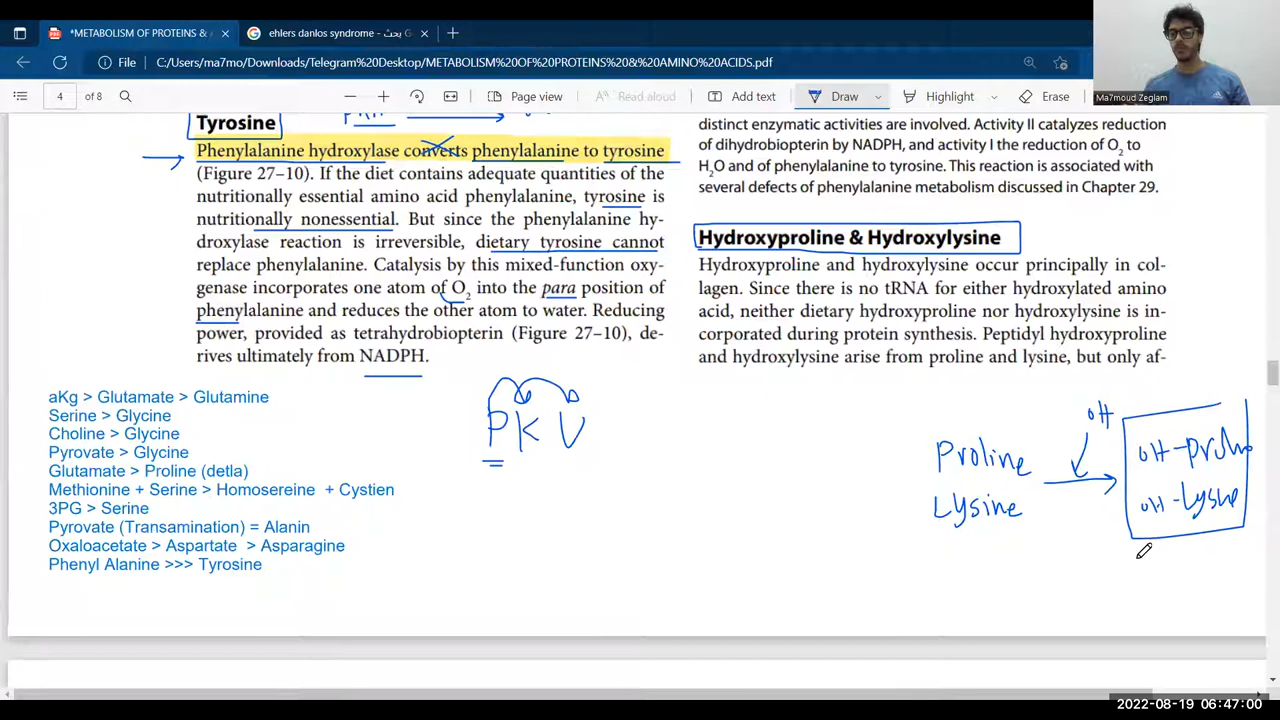 *METABOLISM OF PROTEINS &
ehlers danlos syndrome - بحث G
File
C:/Users/ma7mo/Downloads/Telegram%20Desktop/METABOLISM%20OF%20PROTEINS%20&%20AMINO%20ACIDS.pdf
4 of 8
Page view
Read aloud
Add text
Draw
Highlight
Erase
Ma7moud Zeglam
Tyrosine
Phenylalanine hydroxylase converts phenylalanine to tyrosine
(Figure 27–10). If the diet contains adequate quantities of the
nutritionally essential amino acid phenylalanine, tyrosine is
nutritionally nonessential. But since the phenylalanine hy-
droxylase reaction is irreversible, dietary tyrosine cannot
replace phenylalanine. Catalysis by this mixed-function oxy-
genase incorporates one atom of O2 into the para position of
phenylalanine and reduces the other atom to water. Reducing
power, provided as tetrahydrobiopterin (Figure 27–10), de-
rives ultimately from NADPH.
aKg > Glutamate > Glutamine
Serine > Glycine
Choline > Glycine
Pyrovate > Glycine
Glutamate > Proline (detla)
Methionine + Serine > Homosereine + Cystien
3PG > Serine
Pyrovate (Transamination) = Alanin
Oxaloacetate > Aspartate > Asparagine
Phenyl Alanine >>> Tyrosine
PKU
distinct enzymatic activities are involved. Activity II catalyzes reduction
of dihydrobiopterin by NADPH, and activity I the reduction of O2 to
H2O and of phenylalanine to tyrosine. This reaction is associated with
several defects of phenylalanine metabolism discussed in Chapter 29.
Hydroxyproline & Hydroxylysine
Hydroxyproline and hydroxylysine occur principally in col-
lagen. Since there is no tRNA for either hydroxylated amino
acid, neither dietary hydroxyproline nor hydroxylysine is in-
corporated during protein synthesis. Peptidyl hydroxyproline
and hydroxylysine arise from proline and lysine, but only af-
OH
Proline
Lysine
OH-
OH-
2022-08-19 06:47:00